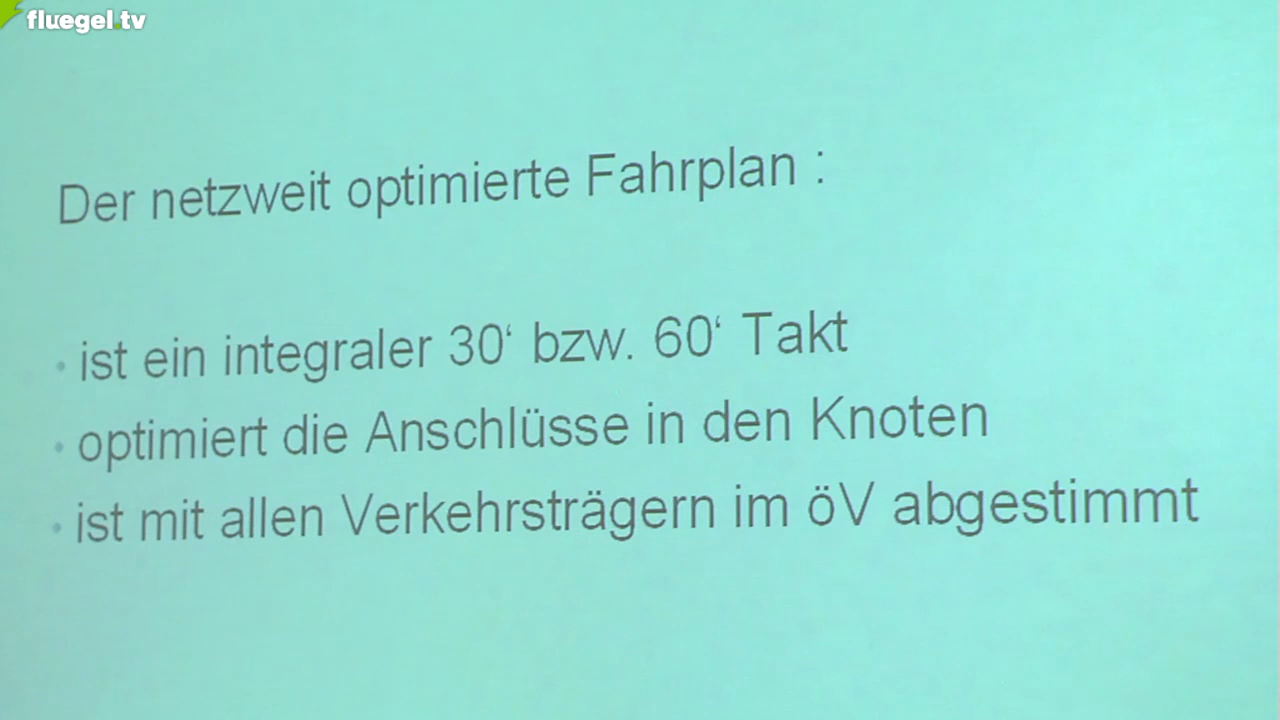 fluegel.tv
Der netzweit optimierte Fahrplan :
• ist ein integraler 30‘ bzw. 60‘ Takt
• optimiert die Anschlüsse in den Knoten
• ist mit allen Verkehrsträgern im öV abgestimmt